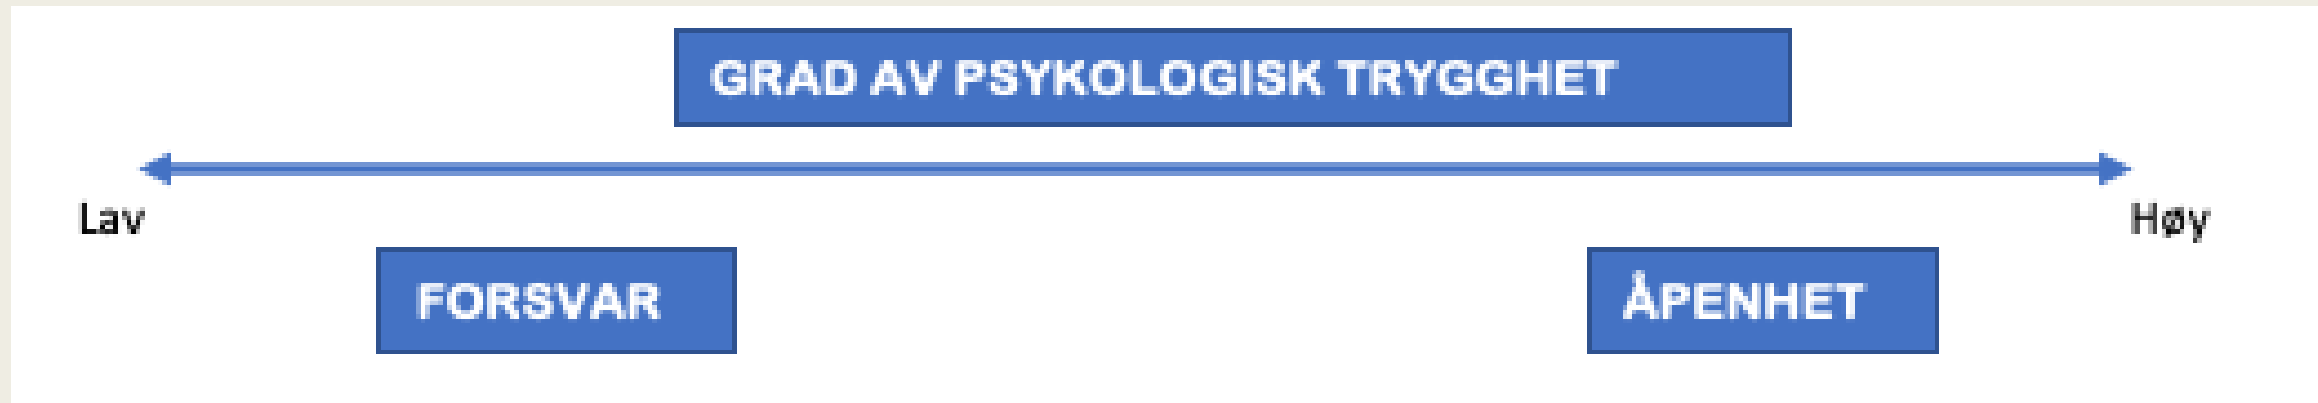 GRAD AV PSYKOLOGISK TRYGGHET
Lav
Høy
FORSVAR
ÅPENHET